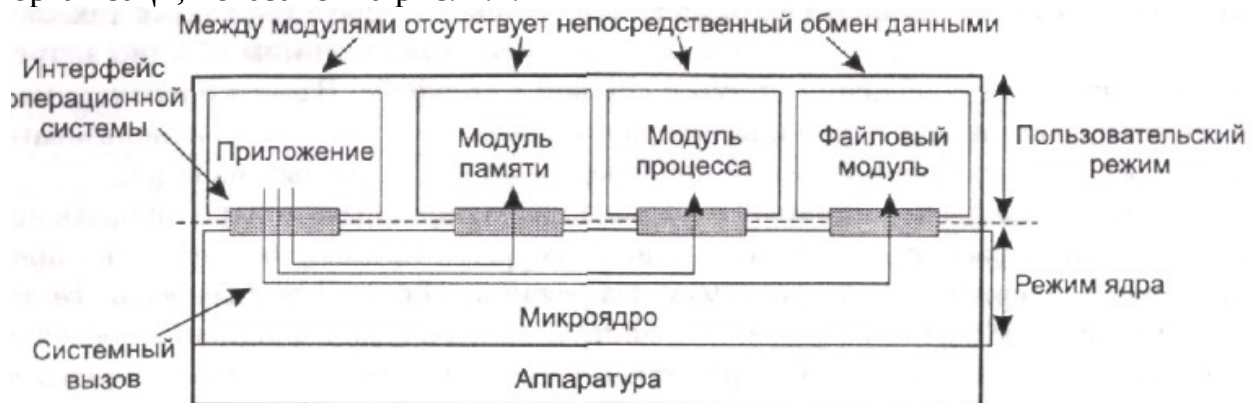 Между модулями отсутствует непосредственный обмен данными
Интерфейс
операционной
системы
Приложение
Модуль
памяти
Модуль
процесса
Файловый
модуль
Пользовательский
режим
Режим ядра
Микроядро
Системный
вызов
Аппаратура